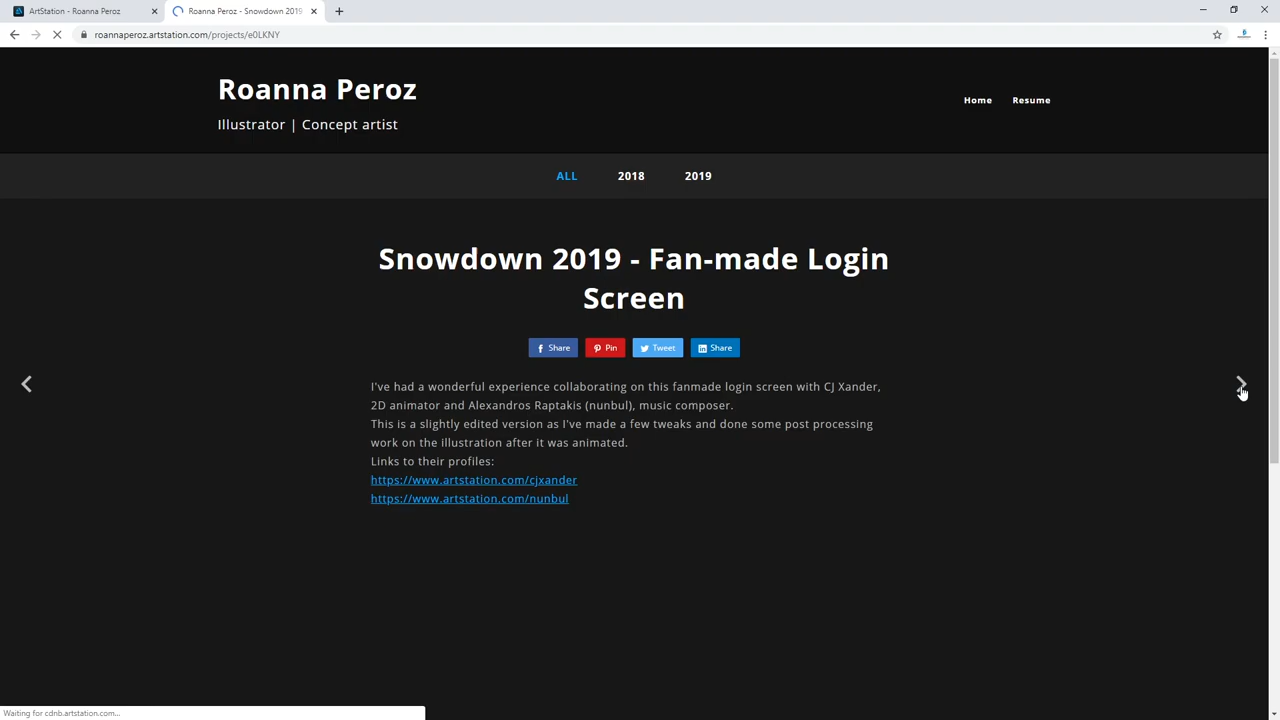 ArtStation - Roanna Peroz
Roanna Peroz - Snowdown 2019
roannaperoz.artstation.com/projects/e0LKNY
Roanna Peroz
Illustrator | Concept artist
Home
Resume
ALL
2018
2019
Snowdown 2019 - Fan-made Login
Screen
Share
Pin
Tweet
Share
I've had a wonderful experience collaborating on this fanmade login screen with CJ Xander,
2D animator and Alexandros Raptakis (nunbul), music composer.
This is a slightly edited version as I've made a few tweaks and done some post processing
work on the illustration after it was animated.
Links to their profiles:
https://www.artstation.com/cjxander
https://www.artstation.com/nunbul
Waiting for cdnb.artstation.com...